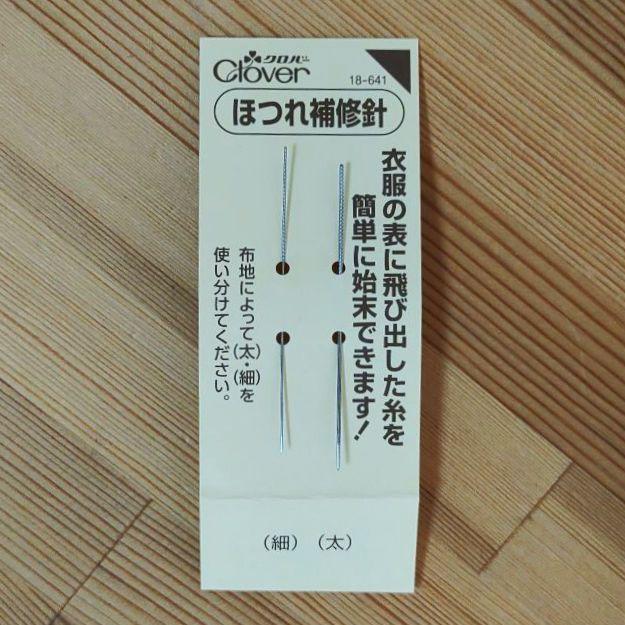 クロバー
Clover
18-641
ほつれ補修針
衣服の表に飛び出した糸を
簡単に始末できます！
布地によって(太)・(細)を
使い分けてください。
(細) (太)